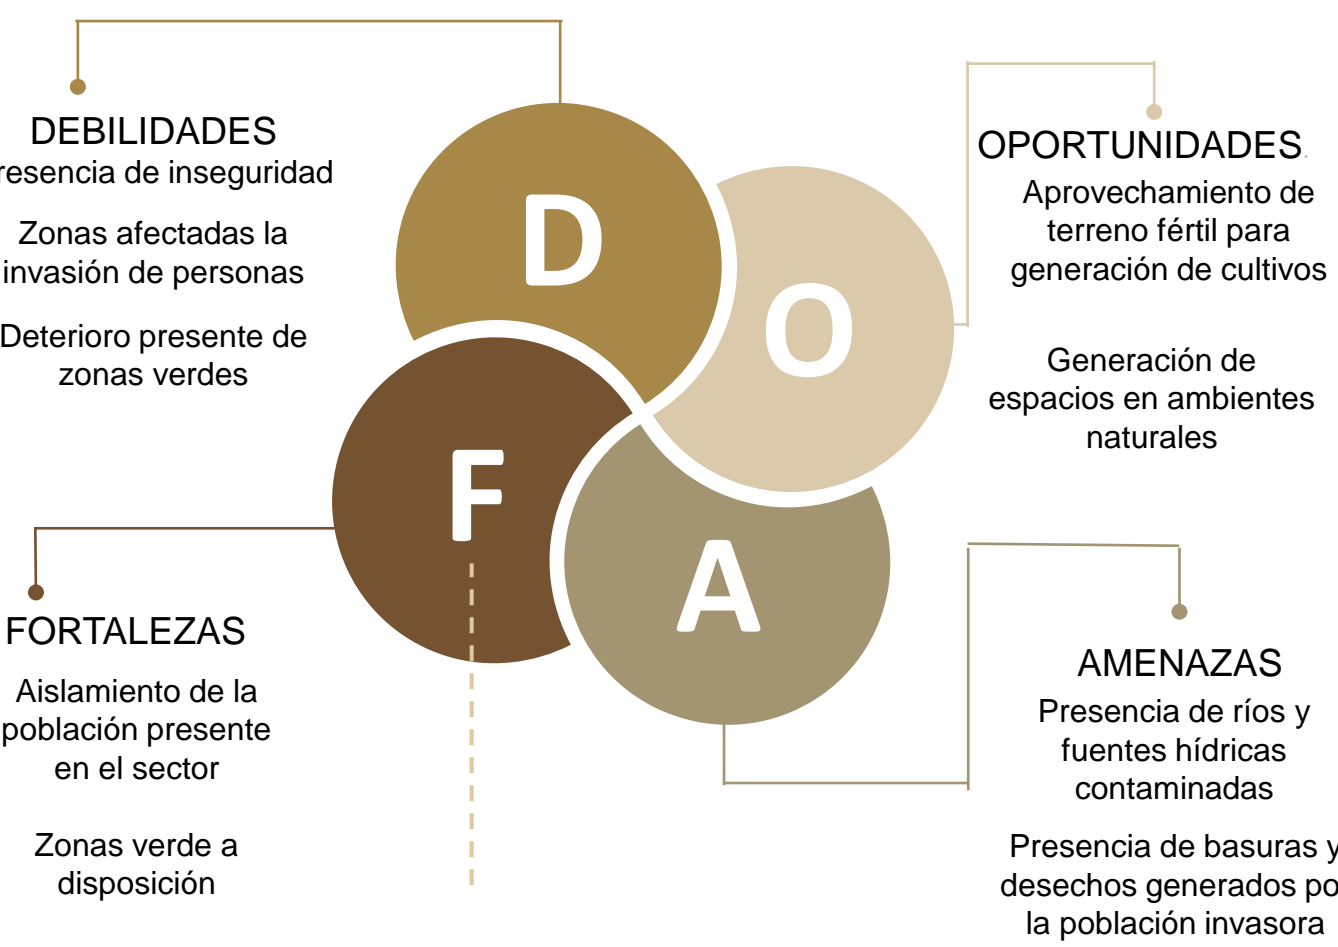 DEBILIDADES
resencia de inseguridad
Zonas afectadas la
invasión de personas
Deterioro presente de
zonas verdes
D
OPORTUNIDADES.
Aprovechamiento de
terreno fértil para
generación de cultivos
Generación de
espacios en ambientes
naturales
O
F
FORTALEZAS
Aislamiento de la
población presente
en el sector
Zonas verde a
disposición
A
AMENAZAS
Presencia de ríos y
fuentes hídricas
contaminadas
Presencia de basuras y
desechos generados po
la población invasora